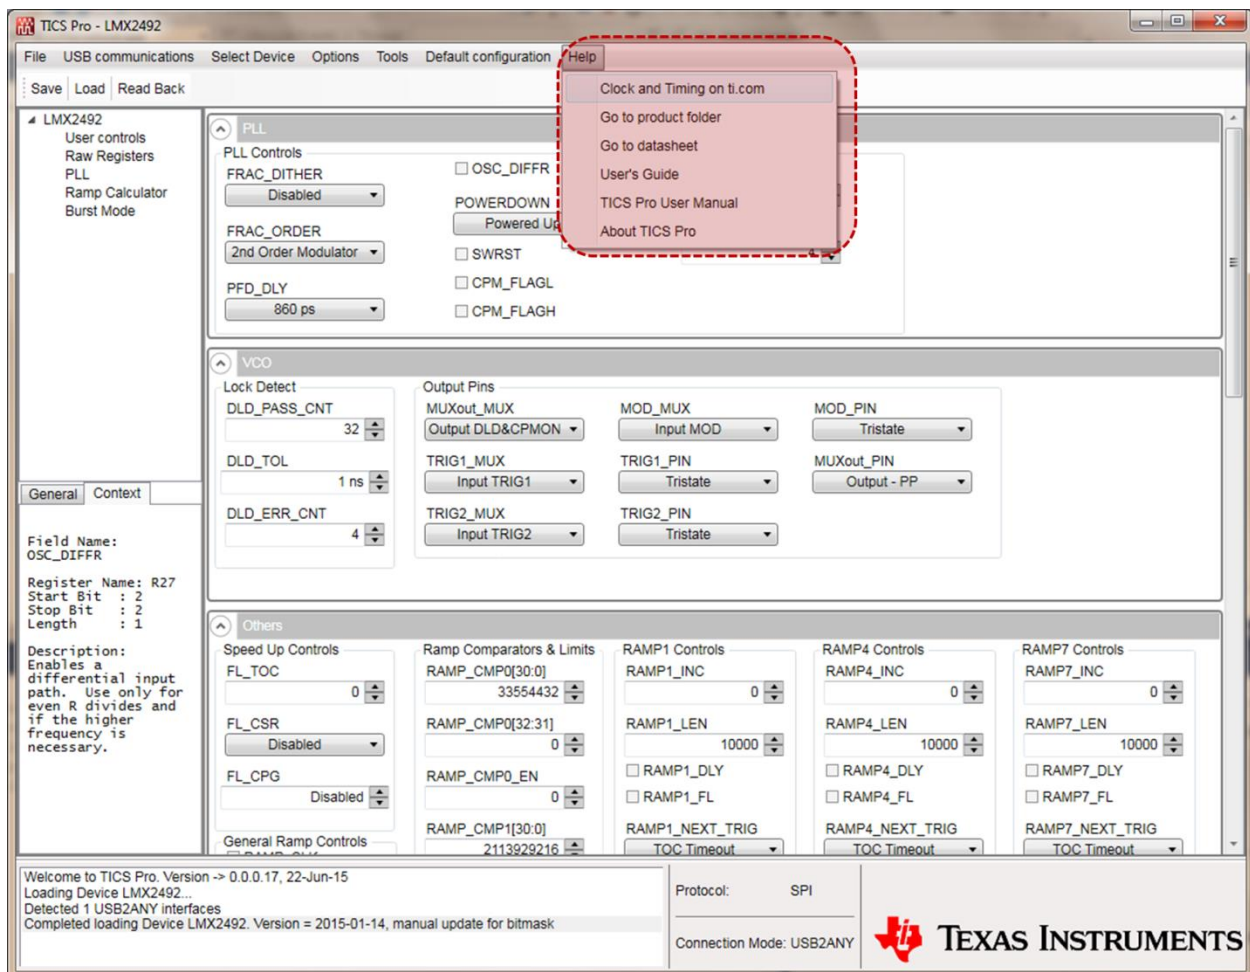 TICS Pro - LMX2492
File USB communications Select Device Options Tools Default configuration Help
Save Load Read Back
Clock and Timing on ti.com
Go to product folder
Go to datasheet
User's Guide
TICS Pro User Manual
About TICS Pro
LMX2492
User controls
Raw Registers
PLL
Ramp Calculator
Burst Mode
PLL
PLL Controls
FRAC_DITHER
Disabled
FRAC_ORDER
2nd Order Modulator
PFD_DLY
860 ps
OSC_DIFFR
POWERDOWN
Powered Up
SWRST
CPM_FLAGL
CPM_FLAGH
4
VCO
Lock Detect
DLD_PASS_CNT
32
DLD_TOL
1 ns
DLD_ERR_CNT
4
Output Pins
MUXout_MUX MOD_MUX MOD_PIN
Output DLD&CPMON Input MOD Tristate
TRIG1_MUX TRIG1_PIN MUXout_PIN
Input TRIG1 Tristate Output - PP
TRIG2_MUX TRIG2_PIN
Input TRIG2 Tristate
General Context
Field Name:
OSC_DIFFR
Register Name: R27
Start Bit : 2
Stop Bit : 2
Length : 1
Description:
Enables a
differential input
path. Use only for
even R divides and
if the higher
frequency is
necessary.
Others
Speed Up Controls
FL_TOC
0
FL_CSR
Disabled
FL_CPG
Disabled
General Ramp Controls
Ramp Comparators & Limits
RAMP_CMP0[30:0]
33554432
RAMP_CMP0[32:31]
0
RAMP_CMP0_EN
0
RAMP_CMP1[30:0]
2113929216
RAMP1 Controls
RAMP1_INC
0
RAMP1_LEN
10000
RAMP1_DLY
RAMP1_FL
RAMP1_NEXT_TRIG
TOC Timeout
RAMP4 Controls
RAMP4_INC
0
RAMP4_LEN
10000
RAMP4_DLY
RAMP4_FL
RAMP4_NEXT_TRIG
TOC Timeout
RAMP7 Controls
RAMP7_INC
0
RAMP7_LEN
10000
RAMP7_DLY
RAMP7_FL
RAMP7_NEXT_TRIG
TOC Timeout
Welcome to TICS Pro. Version -> 0.0.0.17, 22-Jun-15
Loading Device LMX2492...
Detected 1 USB2ANY interfaces
Completed loading Device LMX2492. Version = 2015-01-14, manual update for bitmask
Protocol: SPI
Connection Mode: USB2ANY
TEXAS INSTRUMENTS